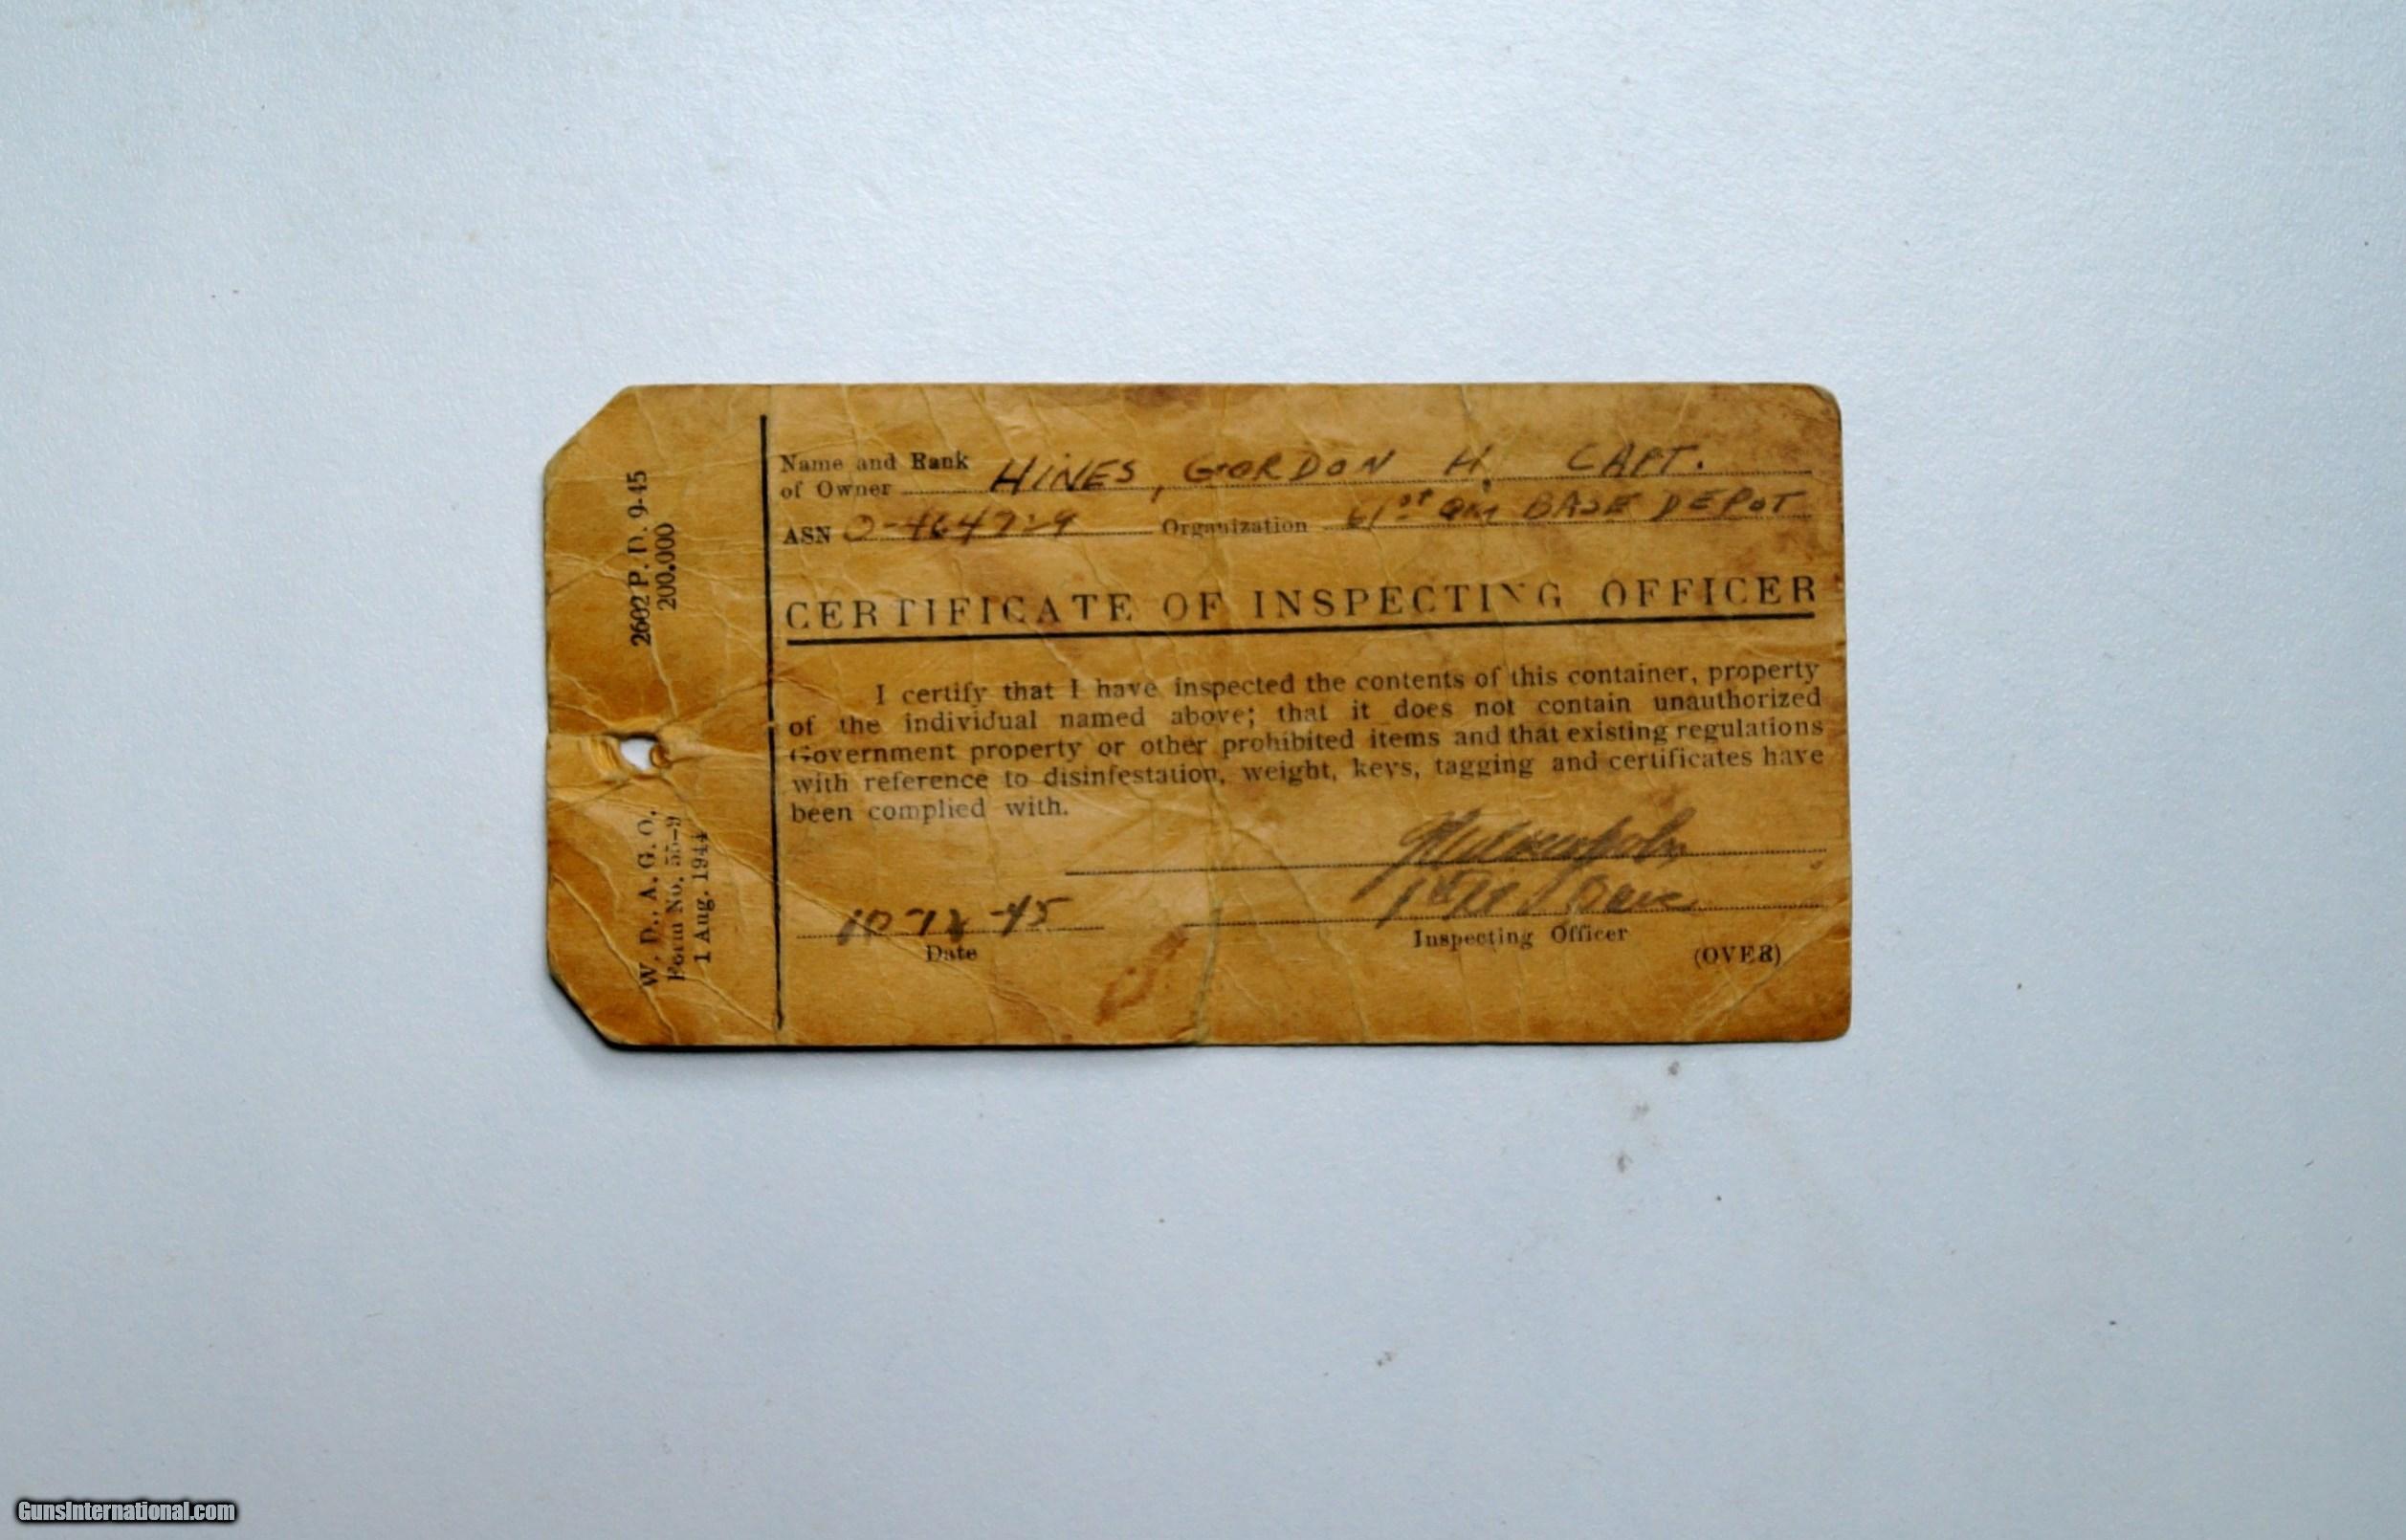 Name and Rank
of Owner HINES, GORDON H. CAPT.
ASN O-464729 Organization 61st QM BASE DEPOT
CERTIFICATE OF INSPECTING OFFICER
I certify that I have inspected the contents of this container, property
of the individual named above; that it does not contain unauthorized
Government property or other prohibited items and that existing regulations
with reference to disinfestation, weight, keys, tagging and certificates have
been complied with.
-45
Date
Inspecting Officer
(OVER)
2602 P. D. 9-45
200.000
W. D., A. G. O.
Form No. 55-9
1 Aug. 1944
GunsInternational.com